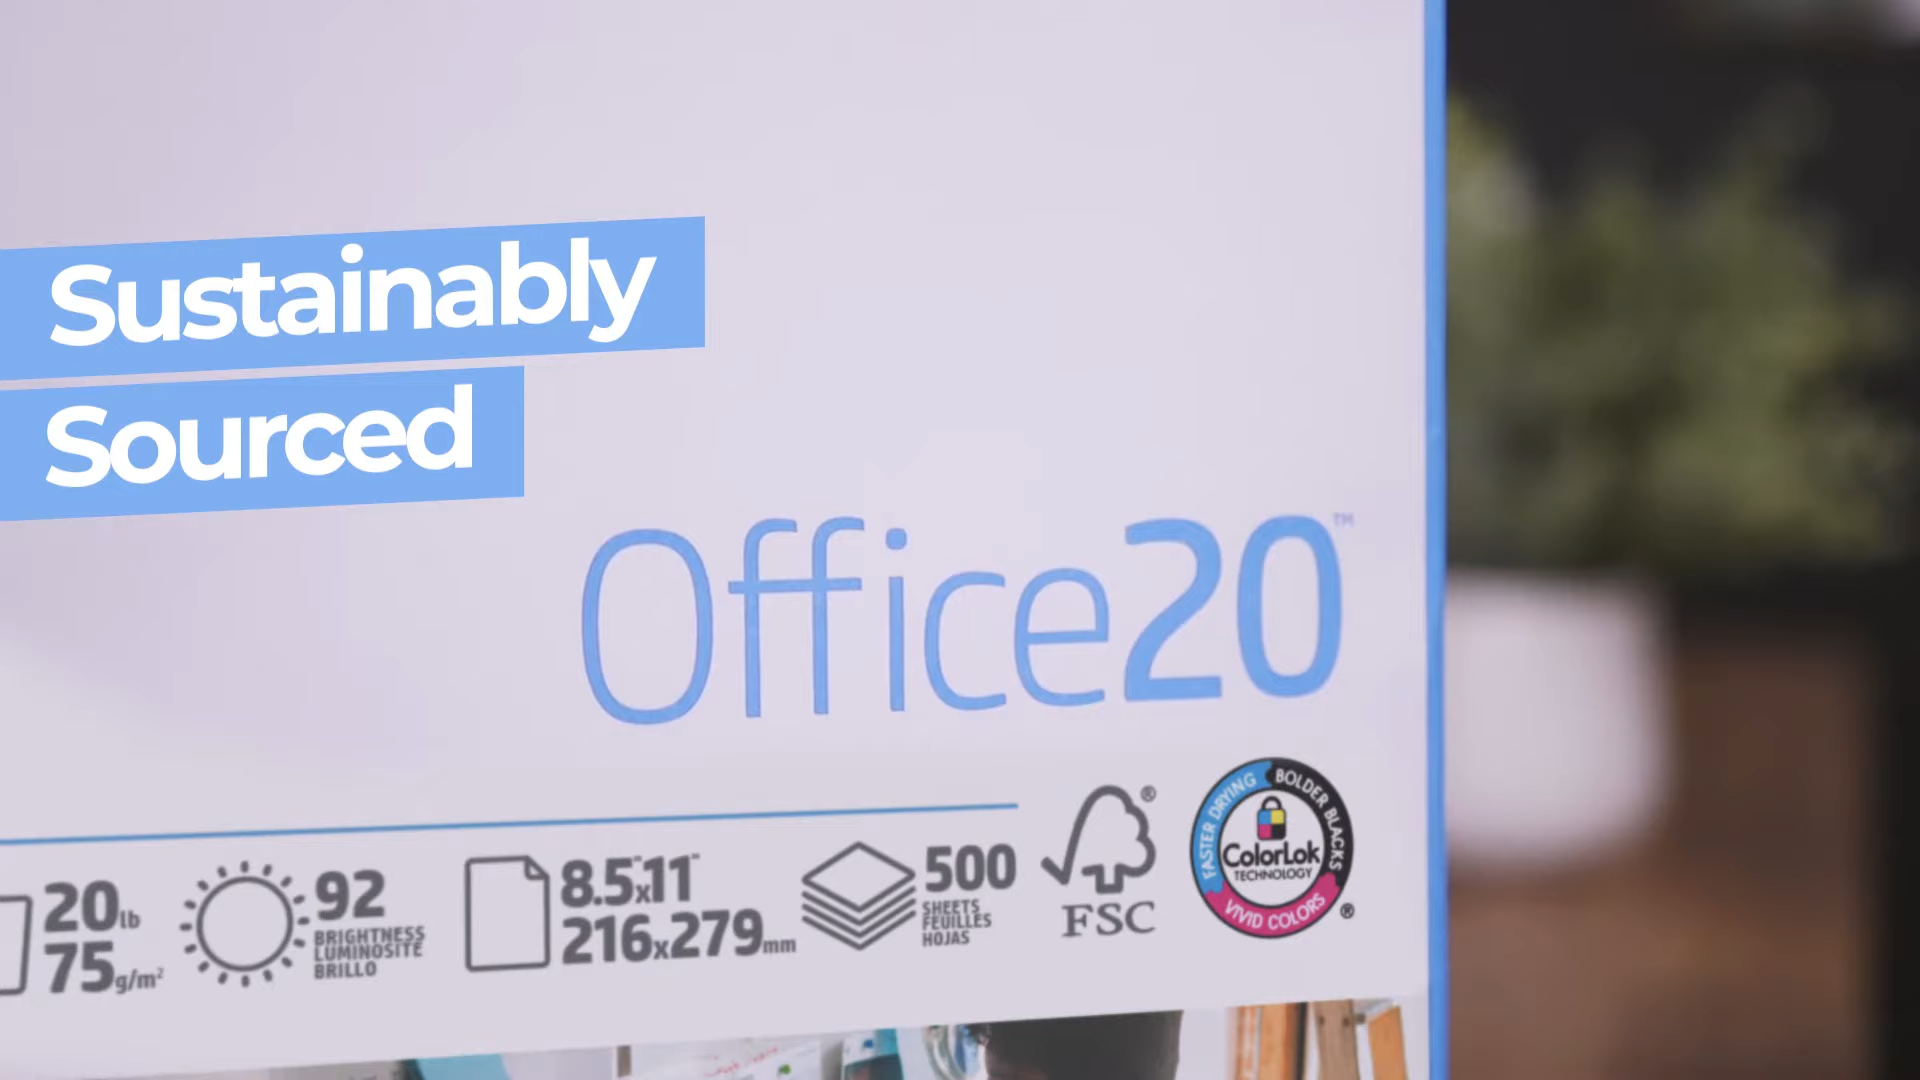 Sustainably
Sourced
Office20™
20lb
75g/m²
92
BRIGHTNESS
LUMINOSITÉ
BRILLO
8.5"x11"
216x279mm
500
SHEETS
FEUILLES
HOJAS
®
FSC
FASTER DRYING
BOLDER BLACKS
ColorLok
TECHNOLOGY
VIVID COLORS
®